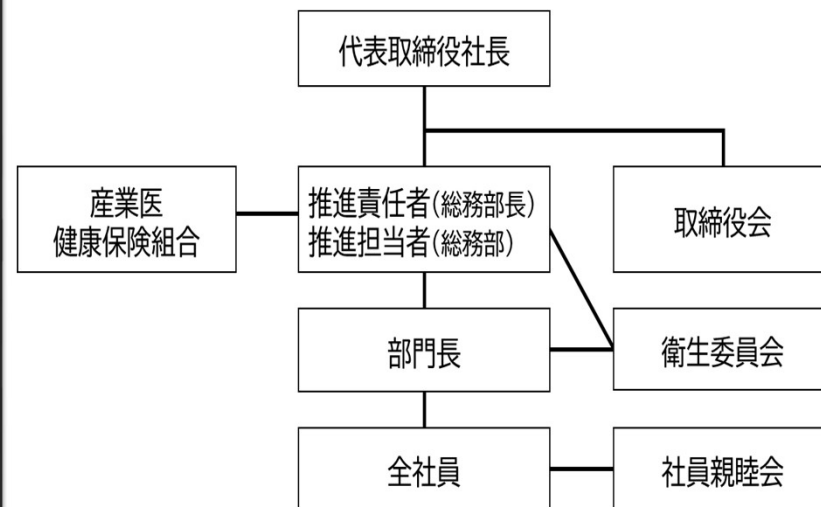 代表取締役社長
産業医
健康保険組合
推進責任者(総務部長)
推進担当者(総務部)
取締役会
部門長
衛生委員会
全社員
社員親睦会